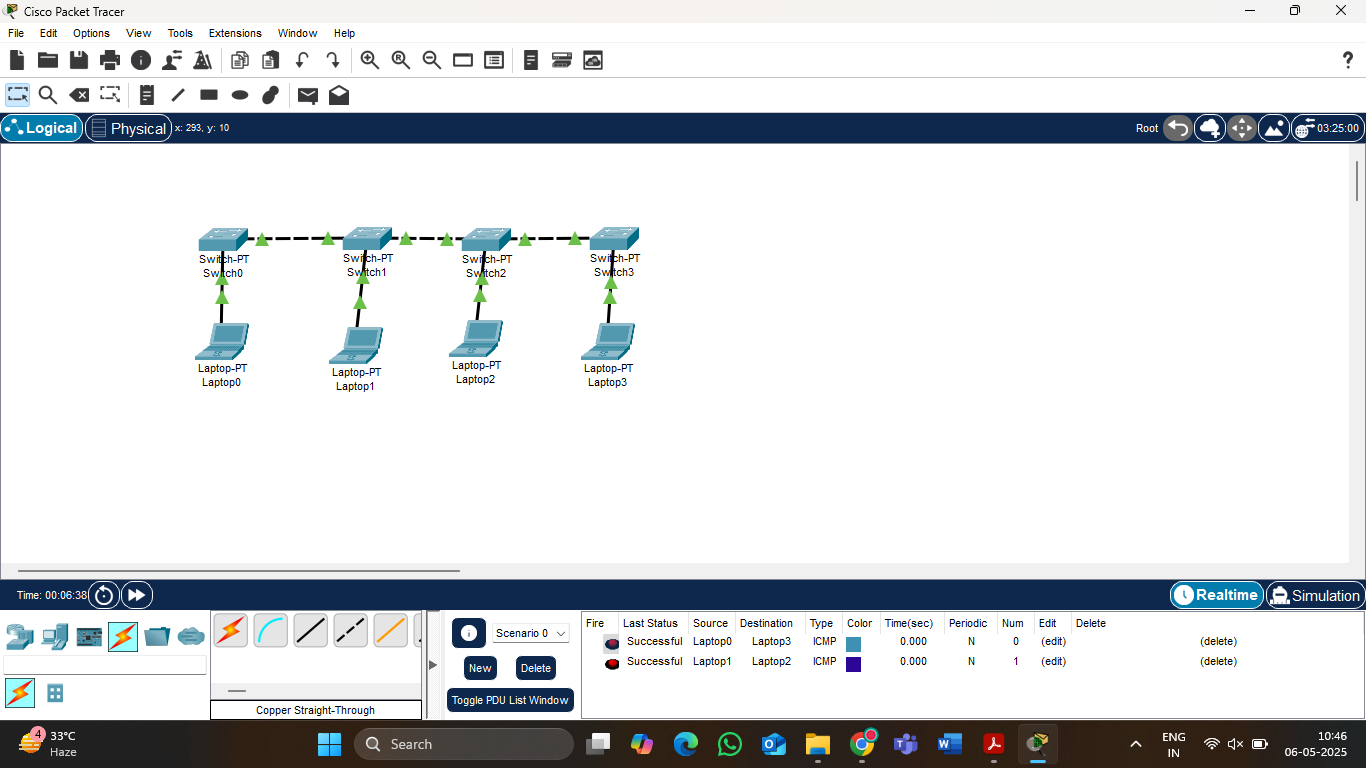 Cisco Packet Tracer
File Edit Options View Tools Extensions Window Help
?
Logical Physical x: 293, y: 10 Root 03:25:00
Switch-PT Switch-PT Switch-PT Switch-PT
Switch0 Switch1 Switch2 Switch3
Laptop-PT Laptop-PT Laptop-PT Laptop-PT
Laptop0 Laptop1 Laptop2 Laptop3
Time: 00:06:38 Realtime Simulation
Scenario 0
New Delete
Toggle PDU List Window
Copper Straight-Through
Fire Last Status Source Destination Type Color Time(sec) Periodic Num Edit Delete
Successful Laptop0 Laptop3 ICMP 0.000 N 0 (edit) (delete)
Successful Laptop1 Laptop2 ICMP 0.000 N 1 (edit) (delete)
4
33°C
Haze
Search
ENG
IN
10:46
06-05-2025